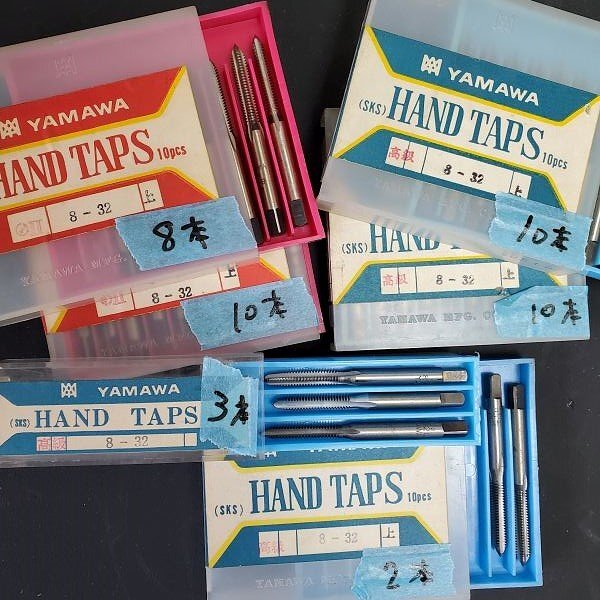 YAMAWA
HAND TAPS 10pcs
8-32 上
8本
8-32 上
10本
YAMAWA
(SKS) HAND TAPS 10pcs
高級 8-32 上
10本
(SKS) HAND
高級 8-32 上
10本
YAMAWA MFG. C
YAMAWA
(SKS) HAND TAPS
高級 8-32
3本
(SKS) HAND TAPS 10pcs
高級 8-32 上
2本